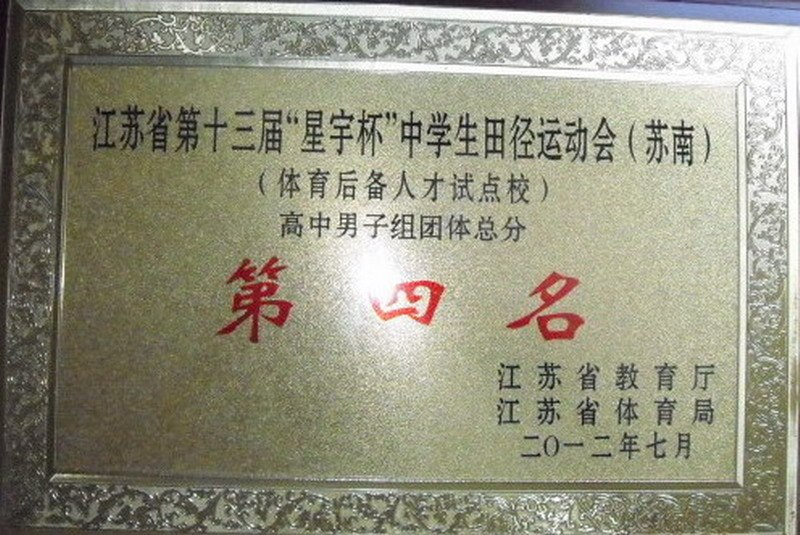 江苏省第十三届“星宇杯”中学生田径运动会（苏南）
（体育后备人才试点校）
高中男子组团体总分
第四名
江苏省教育厅
江苏省体育局
二〇一二年七月